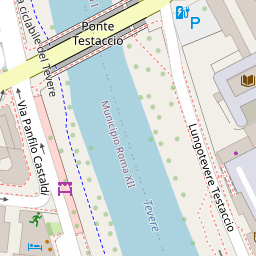 Ponte
Testaccio
a ciclabile del Tevere
Via Panfilo Castaldi
Municipio Roma XII
Tevere
Lungotevere Testaccio
P